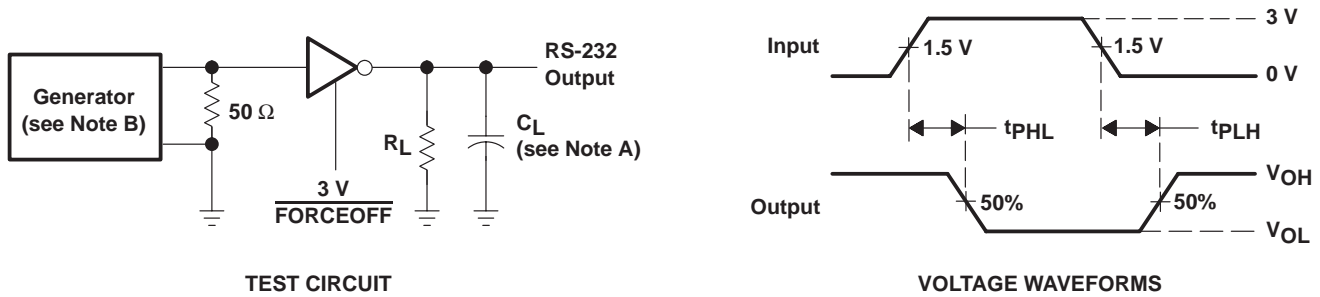 Generator
(see Note B)
50 Ω
3 V
FORCEOFF
RS-232
Output
RL
CL
(see Note A)
TEST CIRCUIT
Input
1.5 V
1.5 V
3 V
0 V
tPHL
tPLH
Output
50%
50%
VOH
VOL
VOLTAGE WAVEFORMS